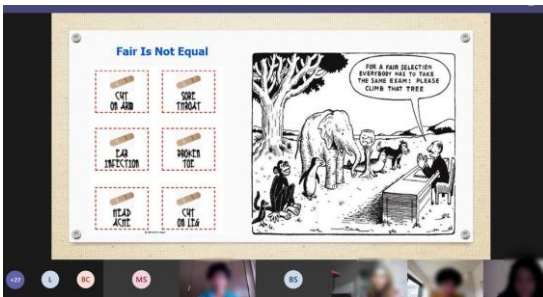 Fair Is Not Equal
CUT
ON ARM
SORE
THROAT
EAR
INFECTION
BROKEN
TOE
HEAD
ACHE
CUT
ON LEG
FOR A FAIR SELECTION
EVERYBODY HAS TO TAKE
THE SAME EXAM: PLEASE
CLIMB THAT TREE
+27
L
BC
MS
BS